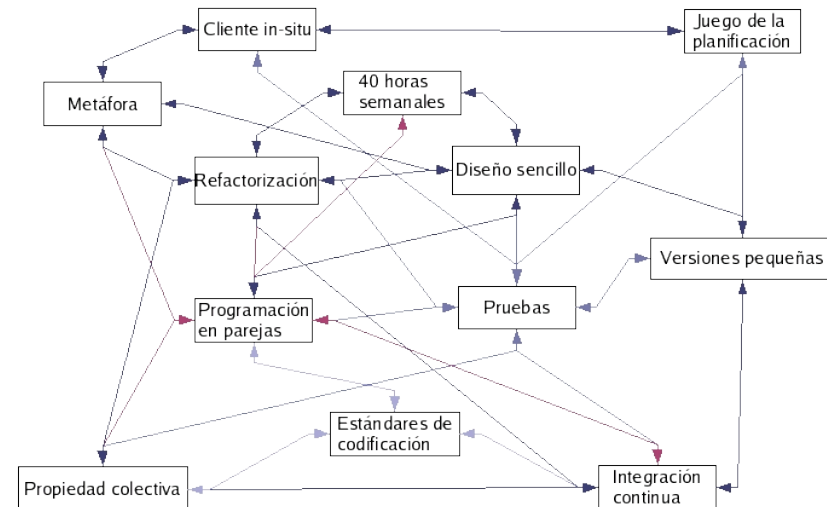 Cliente in-situ
Juego de la
planificación
40 horas
semanales
Metáfora
Refactorización
Diseño sencillo
Versiones pequeñas
Programación
en parejas
Pruebas
Estándares de
codificación
Propiedad colectiva
Integración
continua